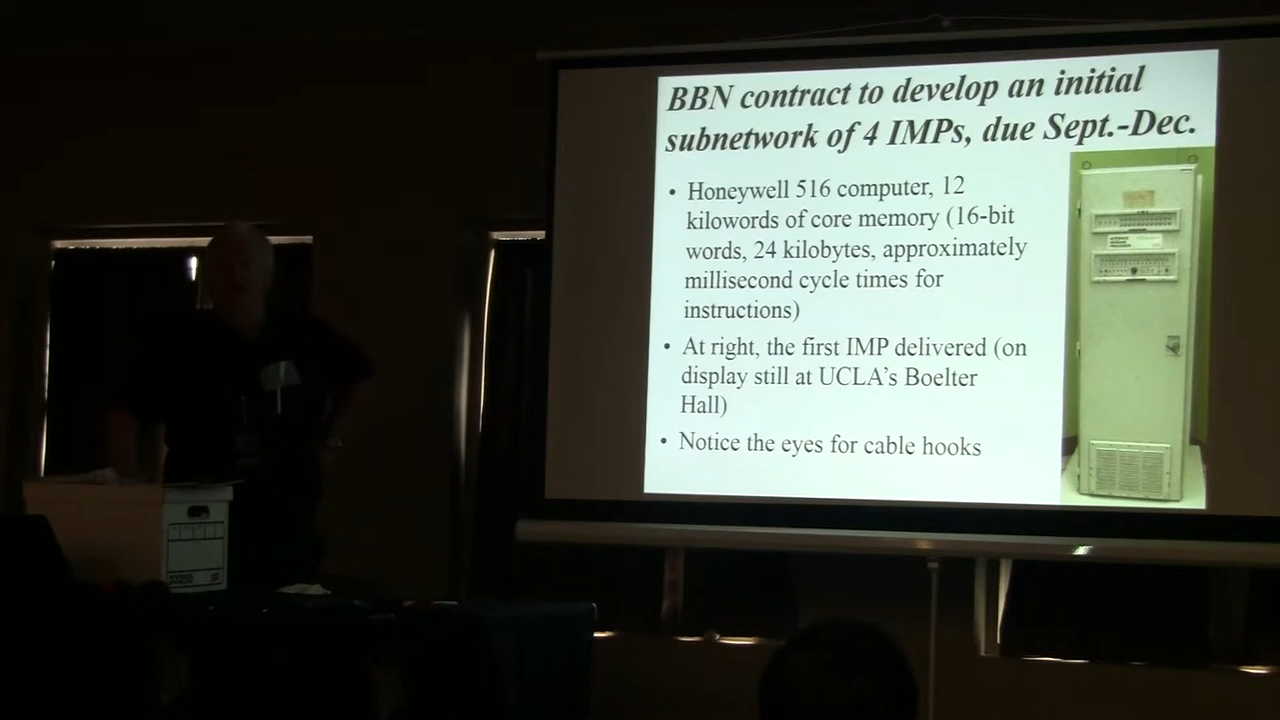 BBN contract to develop an initial
subnetwork of 4 IMPs, due Sept.-Dec.
• Honeywell 516 computer, 12
kilowords of core memory (16-bit
words, 24 kilobytes, approximately
millisecond cycle times for
instructions)
• At right, the first IMP delivered (on
display still at UCLA's Boelter
Hall)
• Notice the eyes for cable hooks